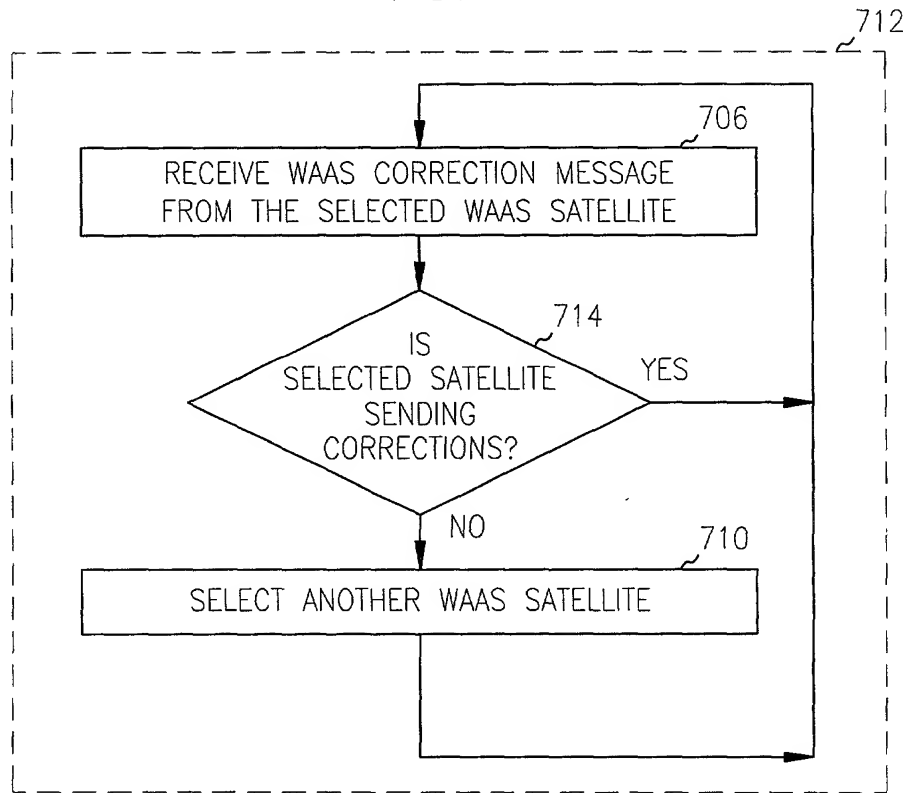 712
706
RECEIVE WAAS CORRECTION MESSAGE
FROM THE SELECTED WAAS SATELLITE
714
IS
SELECTED SATELLITE
SENDING
CORRECTIONS?
YES
NO
710
SELECT ANOTHER WAAS SATELLITE